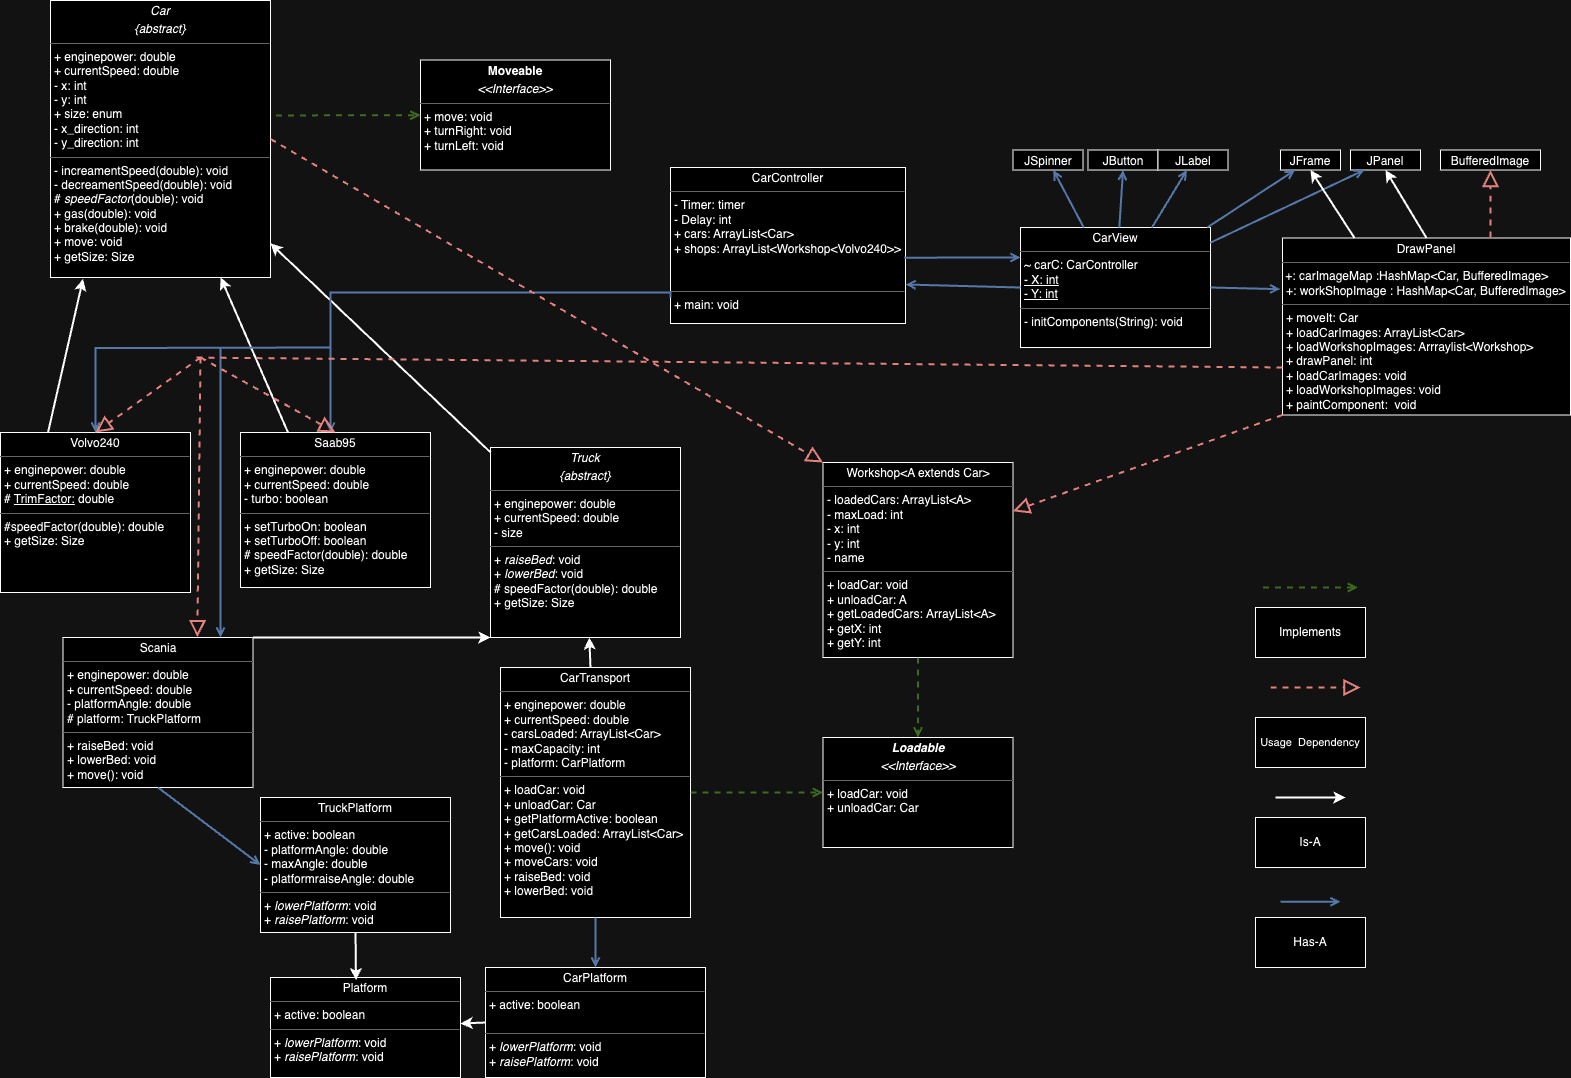 Car
{abstract}
+ enginepower: double
+ currentSpeed: double
- x: int
- y: int
+ size: enum
- x_direction: int
- y_direction: int
- increamentSpeed(double): void
- decreamentSpeed(double): void
# speedFactor(double): void
+ gas(double): void
+ brake(double): void
+ move: void
+ getSize: Size
Moveable
<<Interface>>
+ move: void
+ turnRight: void
+ turnLeft: void
CarController
- Timer: timer
- Delay: int
+ cars: ArrayList<Car>
+ shops: ArrayList<Workshop<Volvo240>>
+ main: void
JSpinner
JButton
JLabel
JFrame
JPanel
BufferedImage
CarView
~ carC: CarController
- X: int
- Y: int
- initComponents(String): void
DrawPanel
+: carImageMap :HashMap<Car, BufferedImage>
+: workShopImage : HashMap<Car, BufferedImage>
+ moveIt: Car
+ loadCarImages: ArrayList<Car>
+ loadWorkshopImages: Arrraylist<Workshop>
+ drawPanel: int
+ loadCarImages: void
+ loadWorkshopImages: void
+ paintComponent:  void
Volvo240
+ enginepower: double
+ currentSpeed: double
# TrimFactor: double
#speedFactor(double): double
+ getSize: Size
Saab95
+ enginepower: double
+ currentSpeed: double
- turbo: boolean
+ setTurboOn: boolean
+ setTurboOff: boolean
# speedFactor(double): double
+ getSize: Size
Truck
{abstract}
+ enginepower: double
+ currentSpeed: double
- size
+ raiseBed: void
+ lowerBed: void
# speedFactor(double): double
+ getSize: Size
Workshop<A extends Car>
- loadedCars: ArrayList<A>
- maxLoad: int
- x: int
- y: int
- name
+ loadCar: void
+ unloadCar: A
+ getLoadedCars: ArrayList<A>
+ getX: int
+ getY: int
Scania
+ enginepower: double
+ currentSpeed: double
- platformAngle: double
# platform: TruckPlatform
+ raiseBed: void
+ lowerBed: void
+ move(): void
CarTransport
+ enginepower: double
+ currentSpeed: double
- carsLoaded: ArrayList<Car>
- maxCapacity: int
- platform: CarPlatform
+ loadCar: void
+ unloadCar: Car
+ getPlatformActive: boolean
+ getCarsLoaded: ArrayList<Car>
+ move(): void
+ moveCars: void
+ raiseBed: void
+ lowerBed: void
Loadable
<<Interface>>
+ loadCar: void
+ unloadCar: Car
TruckPlatform
+ active: boolean
- platformAngle: double
- maxAngle: double
- platformraiseAngle: double
+ lowerPlatform: void
+ raisePlatform: void
Platform
+ active: boolean
+ lowerPlatform: void
+ raisePlatform: void
CarPlatform
+ active: boolean
+ lowerPlatform: void
+ raisePlatform: void
Implements
Usage  Dependency
Is-A
Has-A